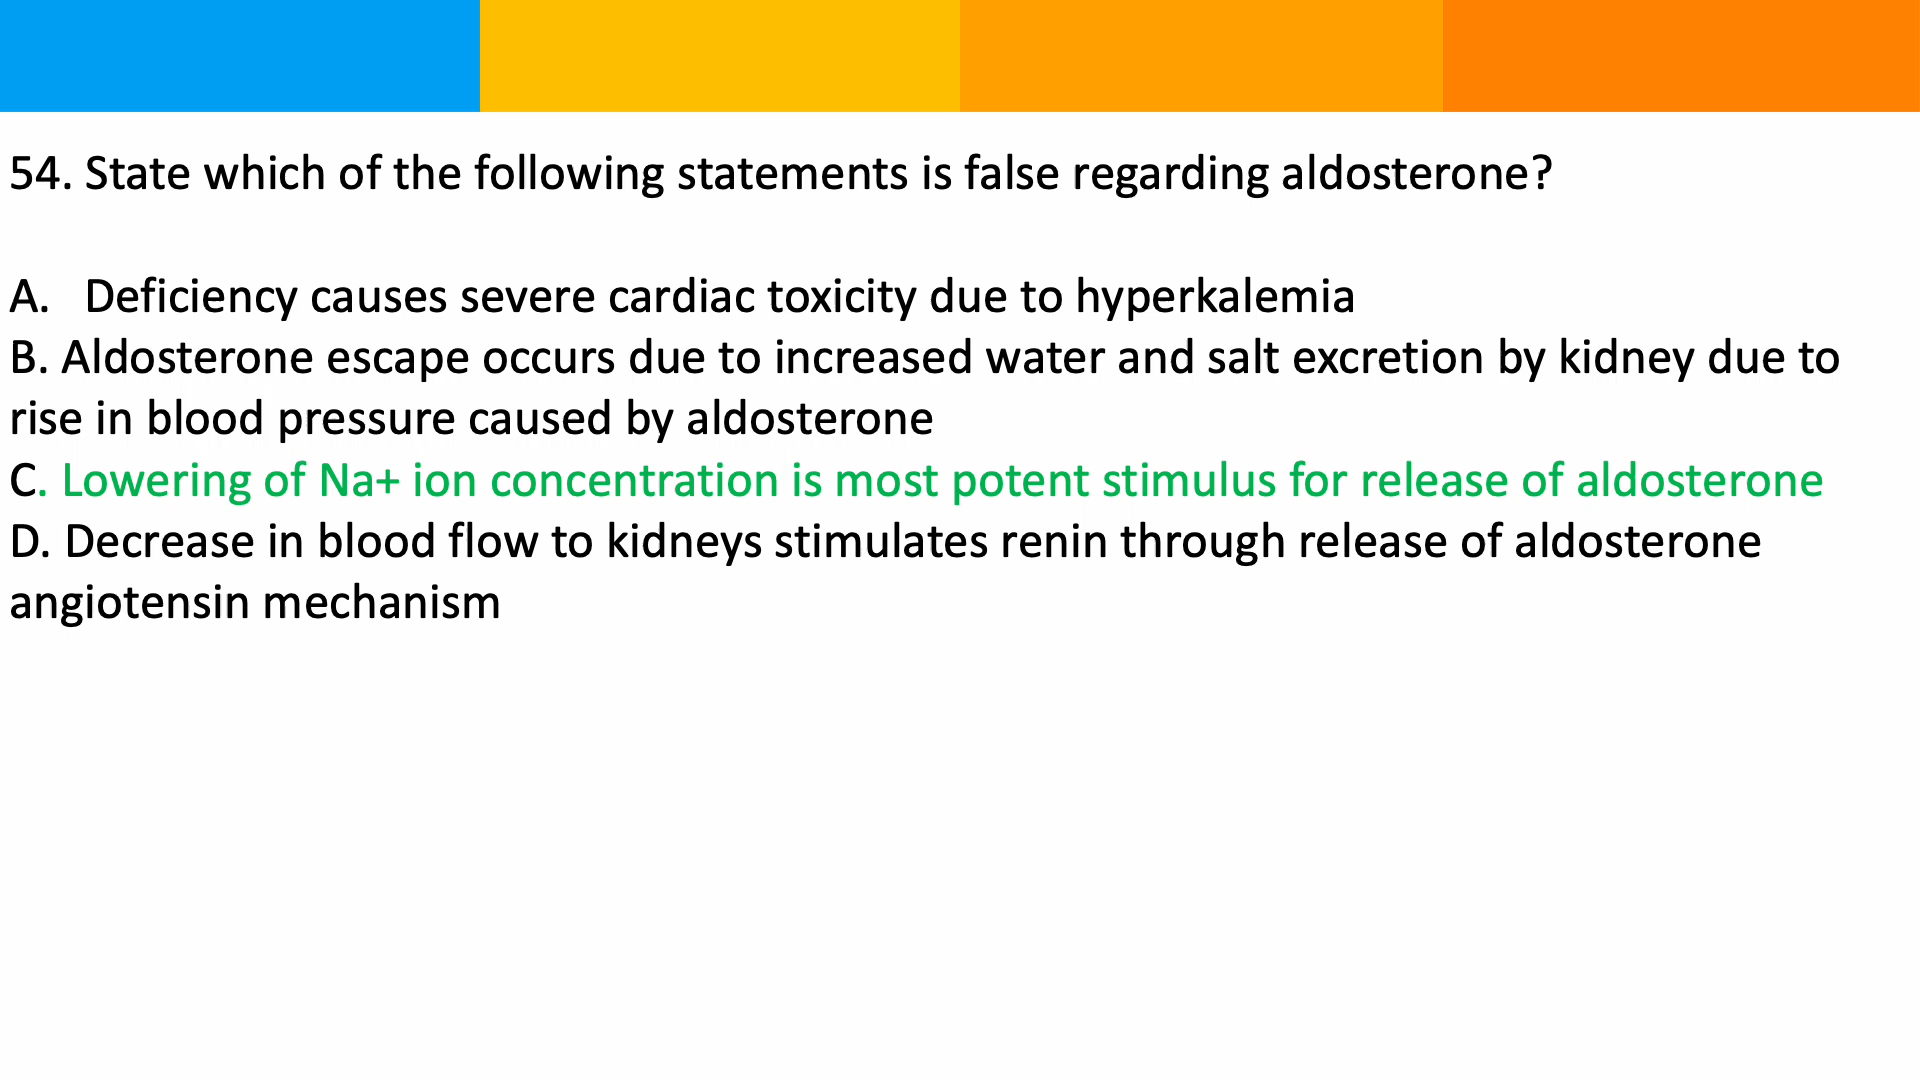 54. State which of the following statements is false regarding aldosterone?
A. Deficiency causes severe cardiac toxicity due to hyperkalemia
B. Aldosterone escape occurs due to increased water and salt excretion by kidney due to
rise in blood pressure caused by aldosterone
C. Lowering of Na+ ion concentration is most potent stimulus for release of aldosterone
D. Decrease in blood flow to kidneys stimulates renin through release of aldosterone
angiotensin mechanism